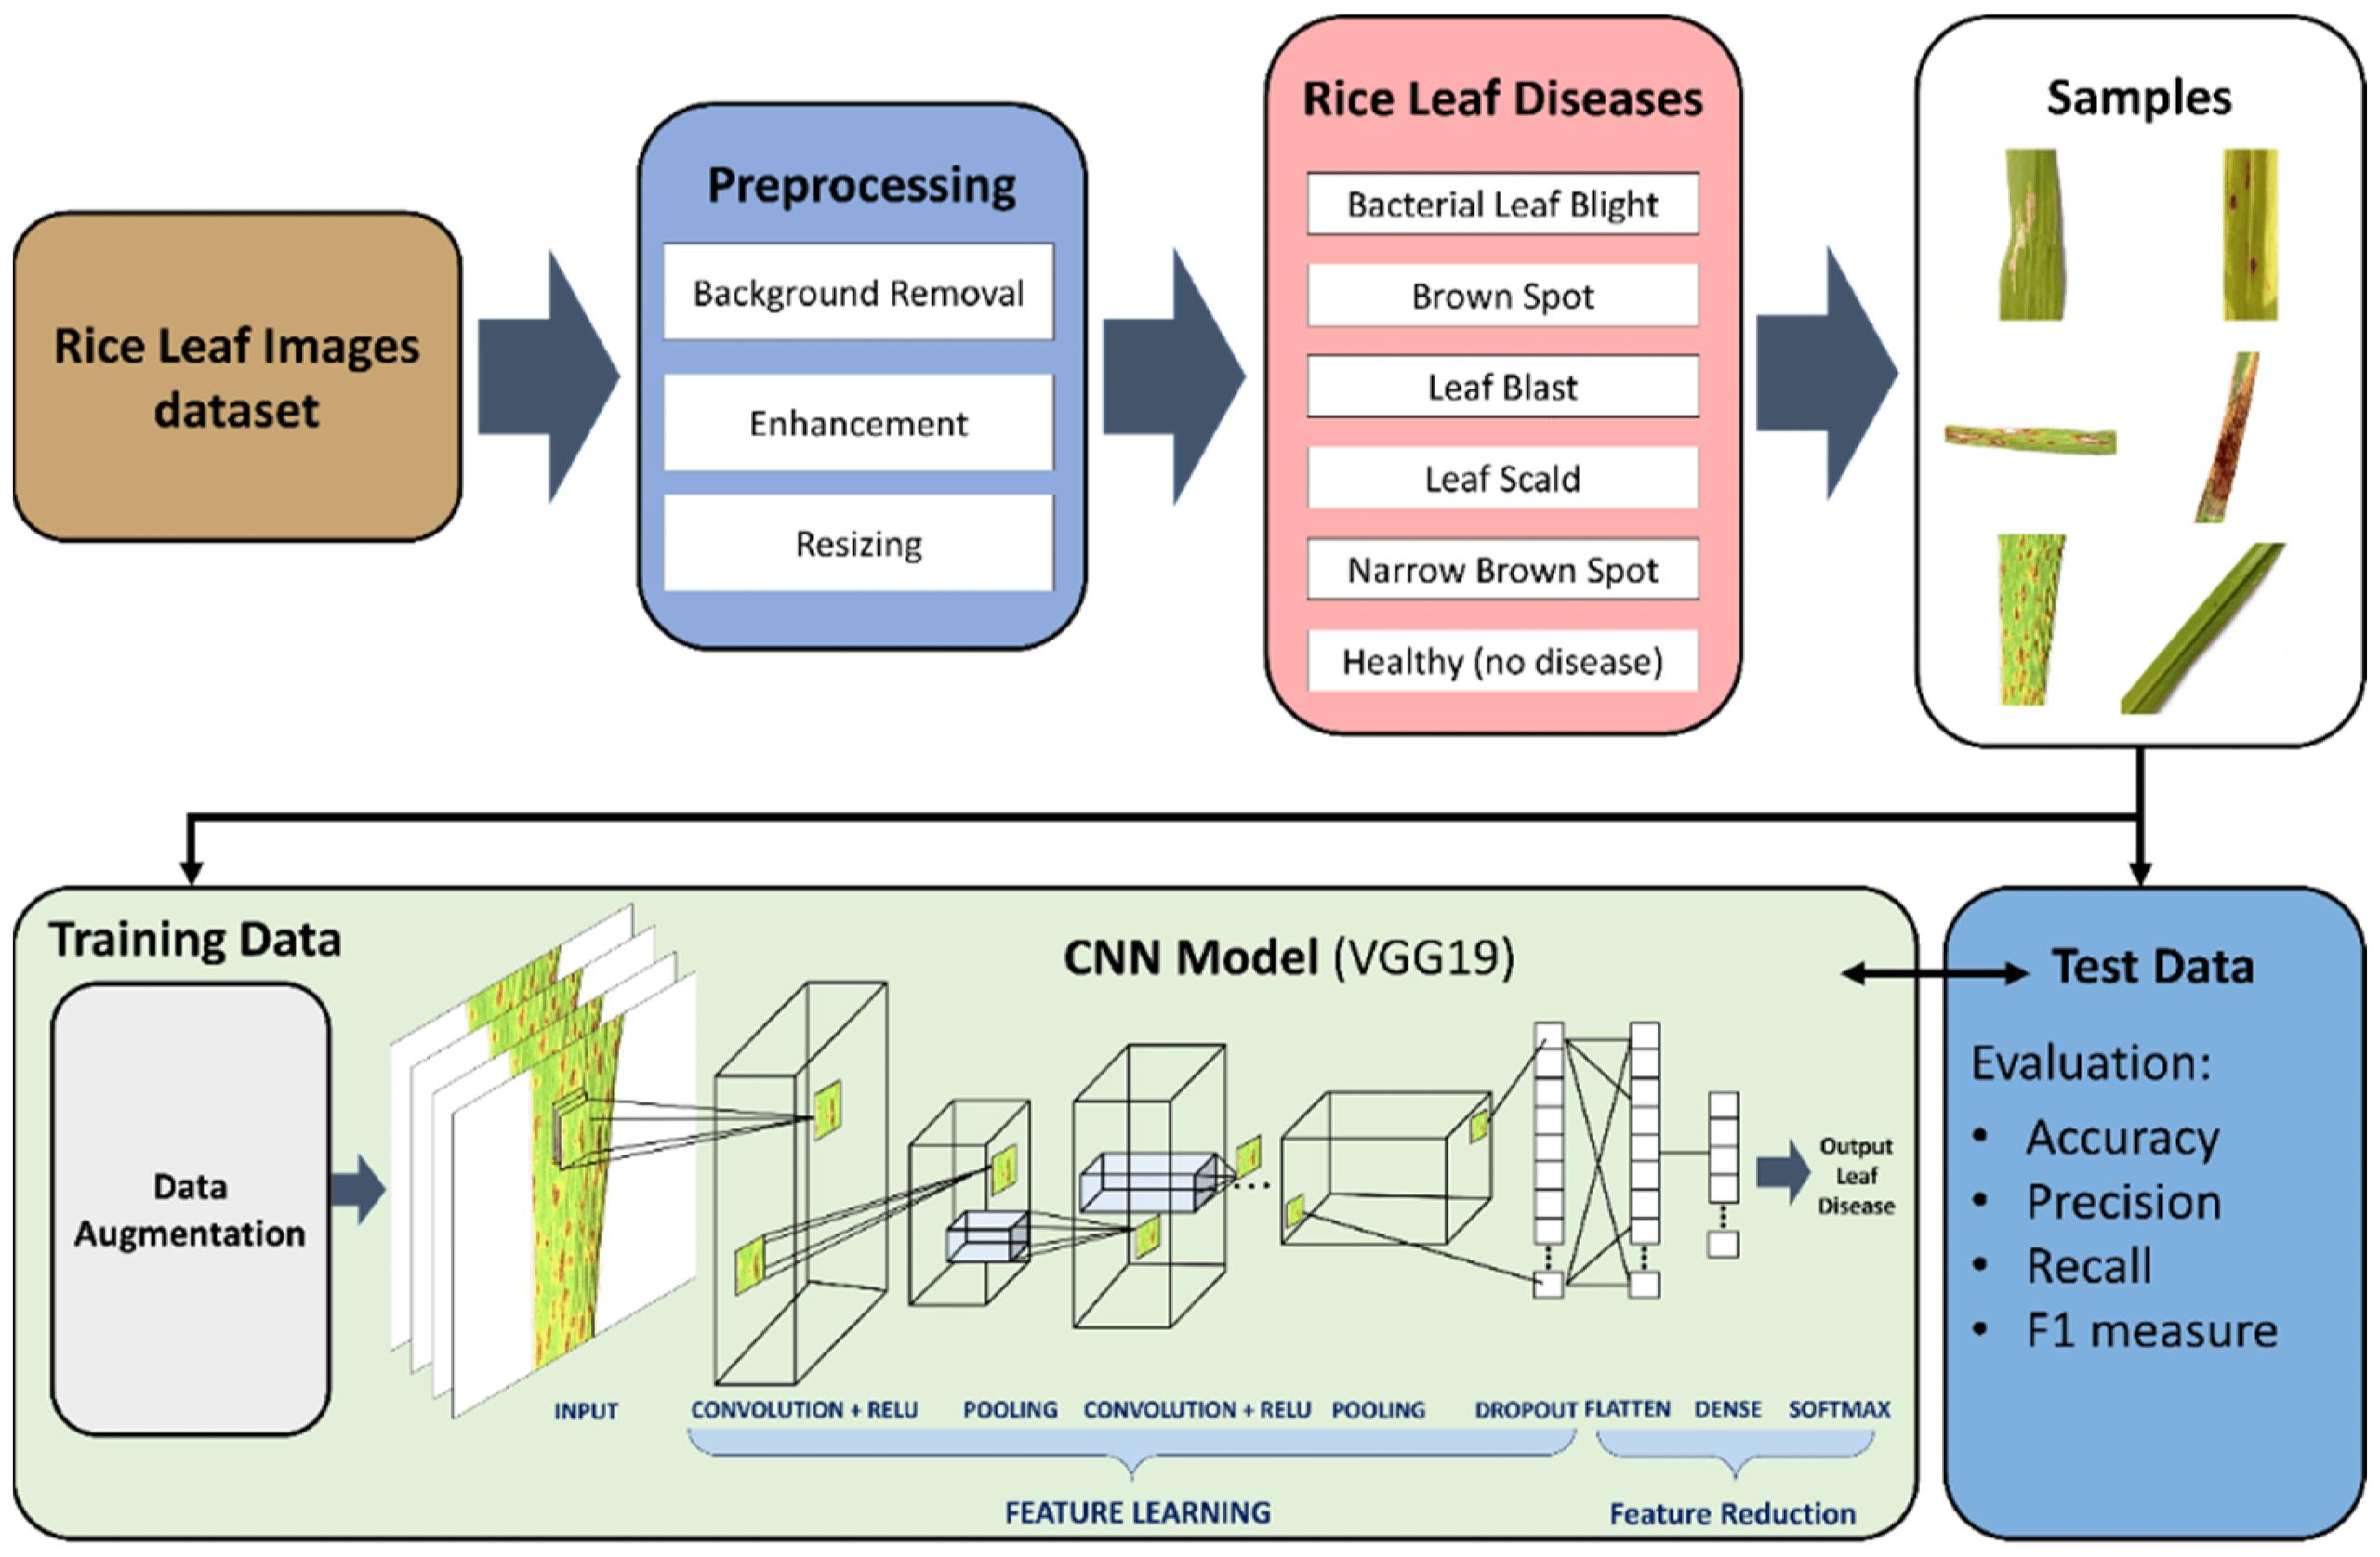 Rice Leaf Images
dataset
Preprocessing
Background Removal
Enhancement
Resizing
Rice Leaf Diseases
Bacterial Leaf Blight
Brown Spot
Leaf Blast
Leaf Scald
Narrow Brown Spot
Healthy (no disease)
Samples
Training Data
Data
Augmentation
CNN Model (VGG19)
Output
Leaf
Disease
INPUT
CONVOLUTION + RELU
POOLING
CONVOLUTION + RELU
POOLING
DROPOUT
FLATTEN
DENSE
SOFTMAX
FEATURE LEARNING
Feature Reduction
Test Data
Evaluation:
• Accuracy
• Precision
• Recall
• F1 measure